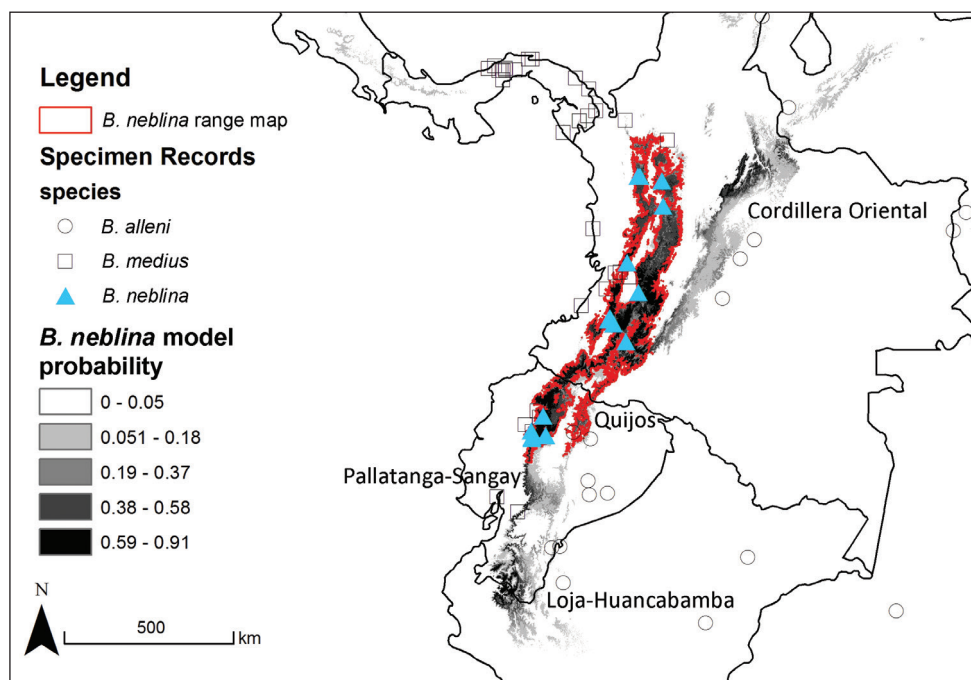 Legend
B. neblina range map
Specimen Records
species
B. alleni
B. medius
B. neblina
B. neblina model
probability
0 - 0.05
0.051 - 0.18
0.19 - 0.37
0.38 - 0.58
0.59 - 0.91
N
500
km
Cordillera Oriental
Quijos
Pallatanga-Sangay
Loja-Huancabamba